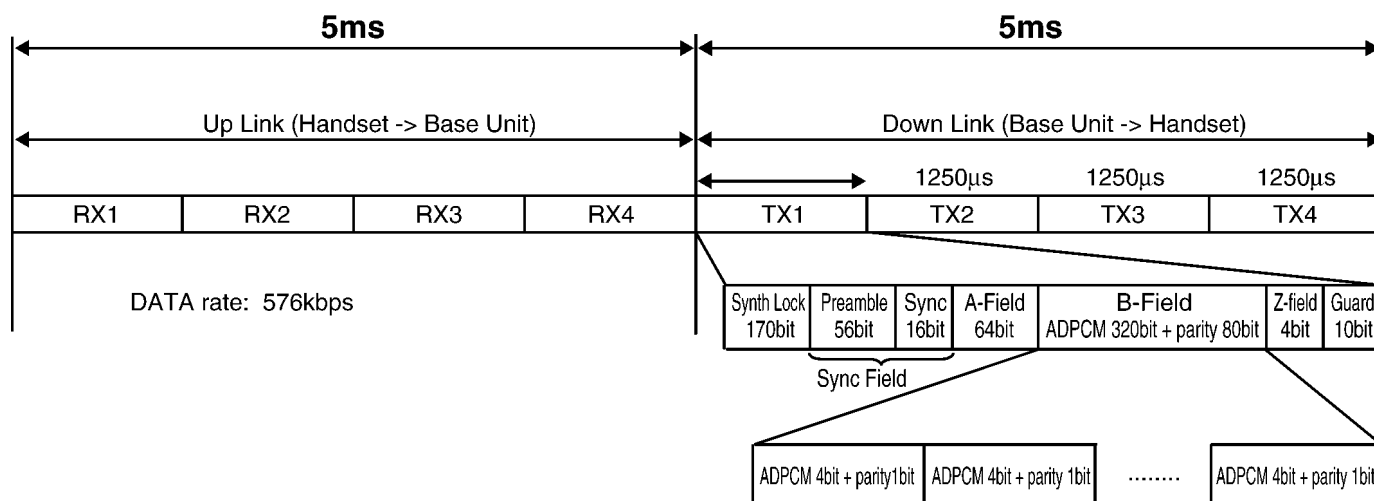 5ms 5ms
Up Link (Handset -> Base Unit) Down Link (Base Unit -> Handset)
1250µs 1250µs 1250µs
RX1 RX2 RX3 RX4 TX1 TX2 TX3 TX4
DATA rate: 576kbps
Synth Lock Preamble Sync A-Field B-Field Z-field Guard
170bit 56bit 16bit 64bit ADPCM 320bit + parity 80bit 4bit 10bit
Sync Field
ADPCM 4bit + parity1bit ADPCM 4bit + parity 1bit ........ ADPCM 4bit + parity 1bit